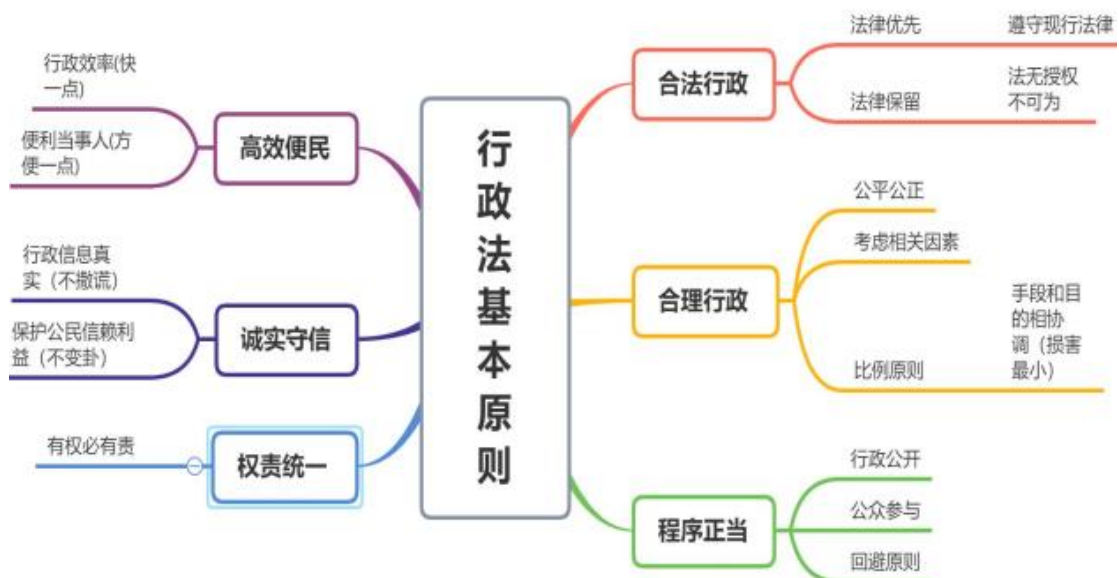 行政法基本原则
合法行政
法律优先
遵守现行法律
法律保留
法无授权
不可为
合理行政
公平公正
考虑相关因素
比例原则
手段和目
的相协
调（损害
最小）
程序正当
行政公开
公众参与
回避原则
高效便民
行政效率(快
一点)
便利当事人(方
便一点)
诚实守信
行政信息真
实（不撒谎）
保护公民信赖利
益（不变卦）
权责统一
有权必有责